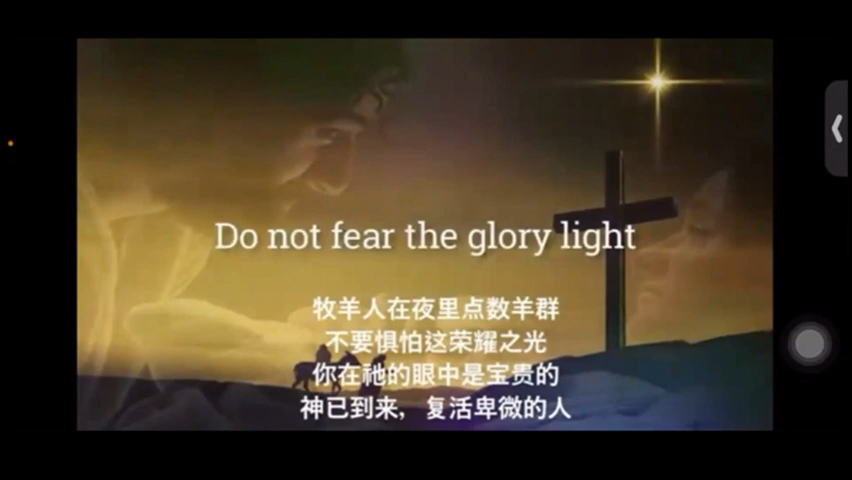 Do not fear the glory light
牧羊人在夜里点数羊群
不要惧怕这荣耀之光
你在祂的眼中是宝贵的
神已到来，复活卑微的人